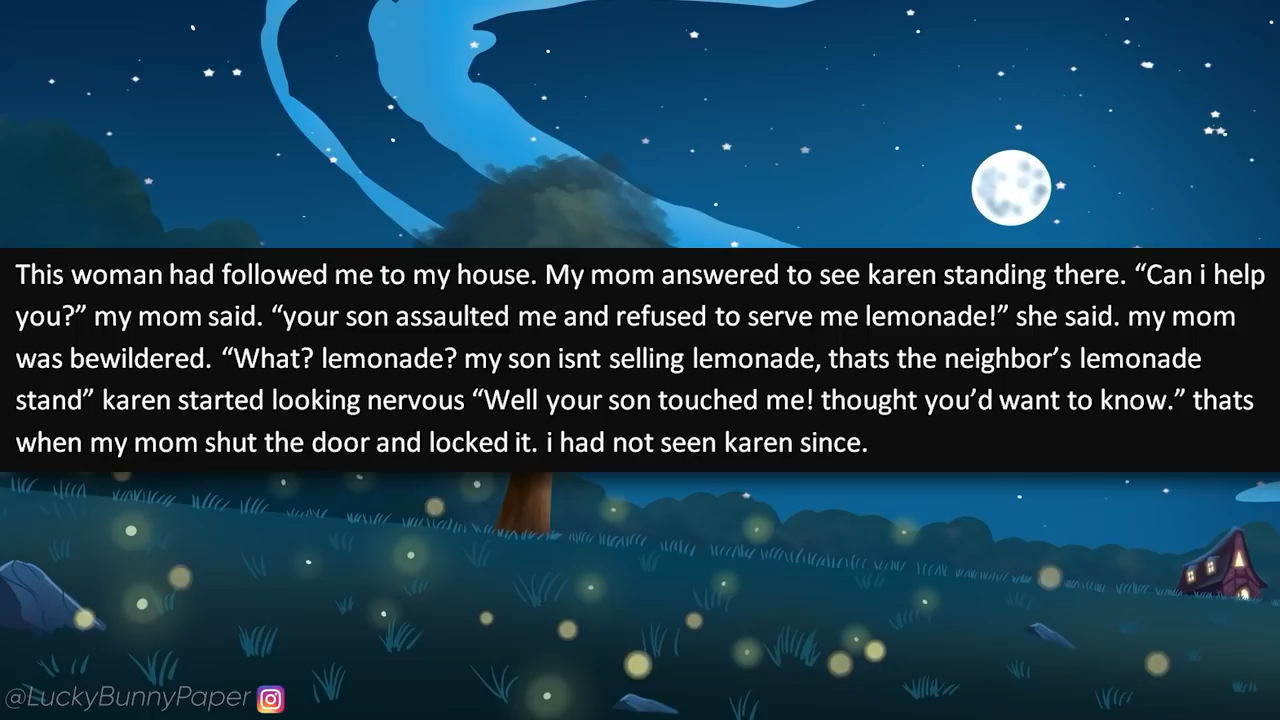 This woman had followed me to my house. My mom answered to see karen standing there. “Can i help
you?” my mom said. “your son assaulted me and refused to serve me lemonade!” she said. my mom
was bewildered. “What? lemonade? my son isnt selling lemonade, thats the neighbor’s lemonade
stand” karen started looking nervous “Well your son touched me! thought you’d want to know.” thats
when my mom shut the door and locked it. i had not seen karen since.
@LuckyBunnyPaper